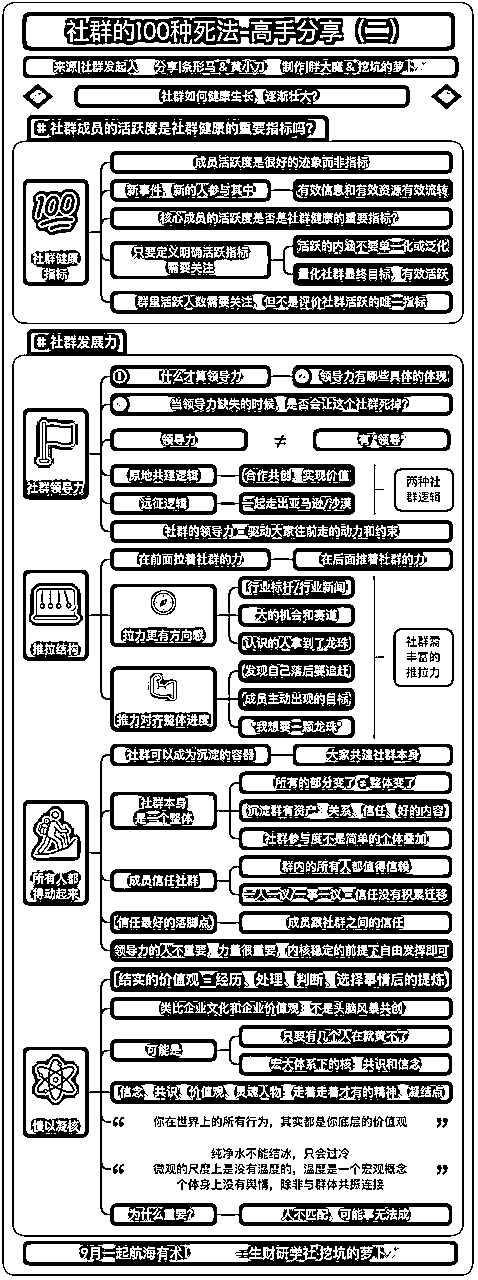 社群的100种死法-高手分享（二）
来源|社群发起人 分享|条形马&黄小刀 制作|胖大魔&挖坑的萝卜
社群如何健康生长，逐渐壮大？
# 社群成员的活跃度是社群健康的重要指标吗？
成员活跃度是很好的迹象而非指标
新事件、新的人参与其中
有效信息和有效资源有效流转
核心成员的活跃度是否是社群健康的重要指标？
社群健康
指标
只要定义明确活跃指标
需要关注
活跃的内涵不要单一化或泛化
量化社群最终目标，有效活跃
群里活跃人数需要关注，但不是评价社群活跃的唯一指标
# 社群发展力
什么才算领导力
领导力有哪些具体的体现
当领导力缺失的时候，是否会让这个社群死掉？
领导力
≠
有人领导？
社群领导力
原地共建逻辑
合作共创、实现价值
远征逻辑
一起走出亚马逊/沙漠
两种社
群逻辑
社群的领导力=驱动大家往前走的动力和约束
在前面拉着社群的力
在后面推着社群的力
推拉结构
拉力更有方向感
行业标杆/行业新闻
大的机会和赛道
认识的人拿到了龙珠
推力对齐整体进度
发现自己落后要追赶
成员主动出现的目标
“我想要三颗龙珠”
社群需
丰富的
推拉力
社群可以成为沉淀的容器
大家共建社群本身
社群本身
是一个整体
所有的部分变了≠整体变了
沉淀群有资产：关系、信任、好的内容
社群参与度不是简单的个体叠加
所有人都
得动起来
成员信任社群
群内的所有人都值得信赖
一人一议/一事一议=信任没有积累迁移
信任最好的落脚点
成员跟社群之间的信任
领导力的人不重要，力量很重要，内核稳定的前提下自由发挥即可
结实的价值观=经历、处理、判断、选择事情后的提炼
类比企业文化和企业价值观：不是头脑风暴共创
可能是
只要有几个人在就黄不了
宏大体系下的核：共识和信念
得以凝核
信念、共识、价值观、灵魂人物：走着走着才有的精神、凝结点
“ 你在世界上的所有行为，其实都是你底层的价值观 ”
纯净水不能结冰，只会过冷
“ 微观的尺度上是没有温度的，温度是一个宏观概念 ”
个体身上没有舆情，除非与群体共振连接
为什么重要？
人不匹配，可能事无法成
9月一起航海有术！ 生财研学社|挖坑的萝卜